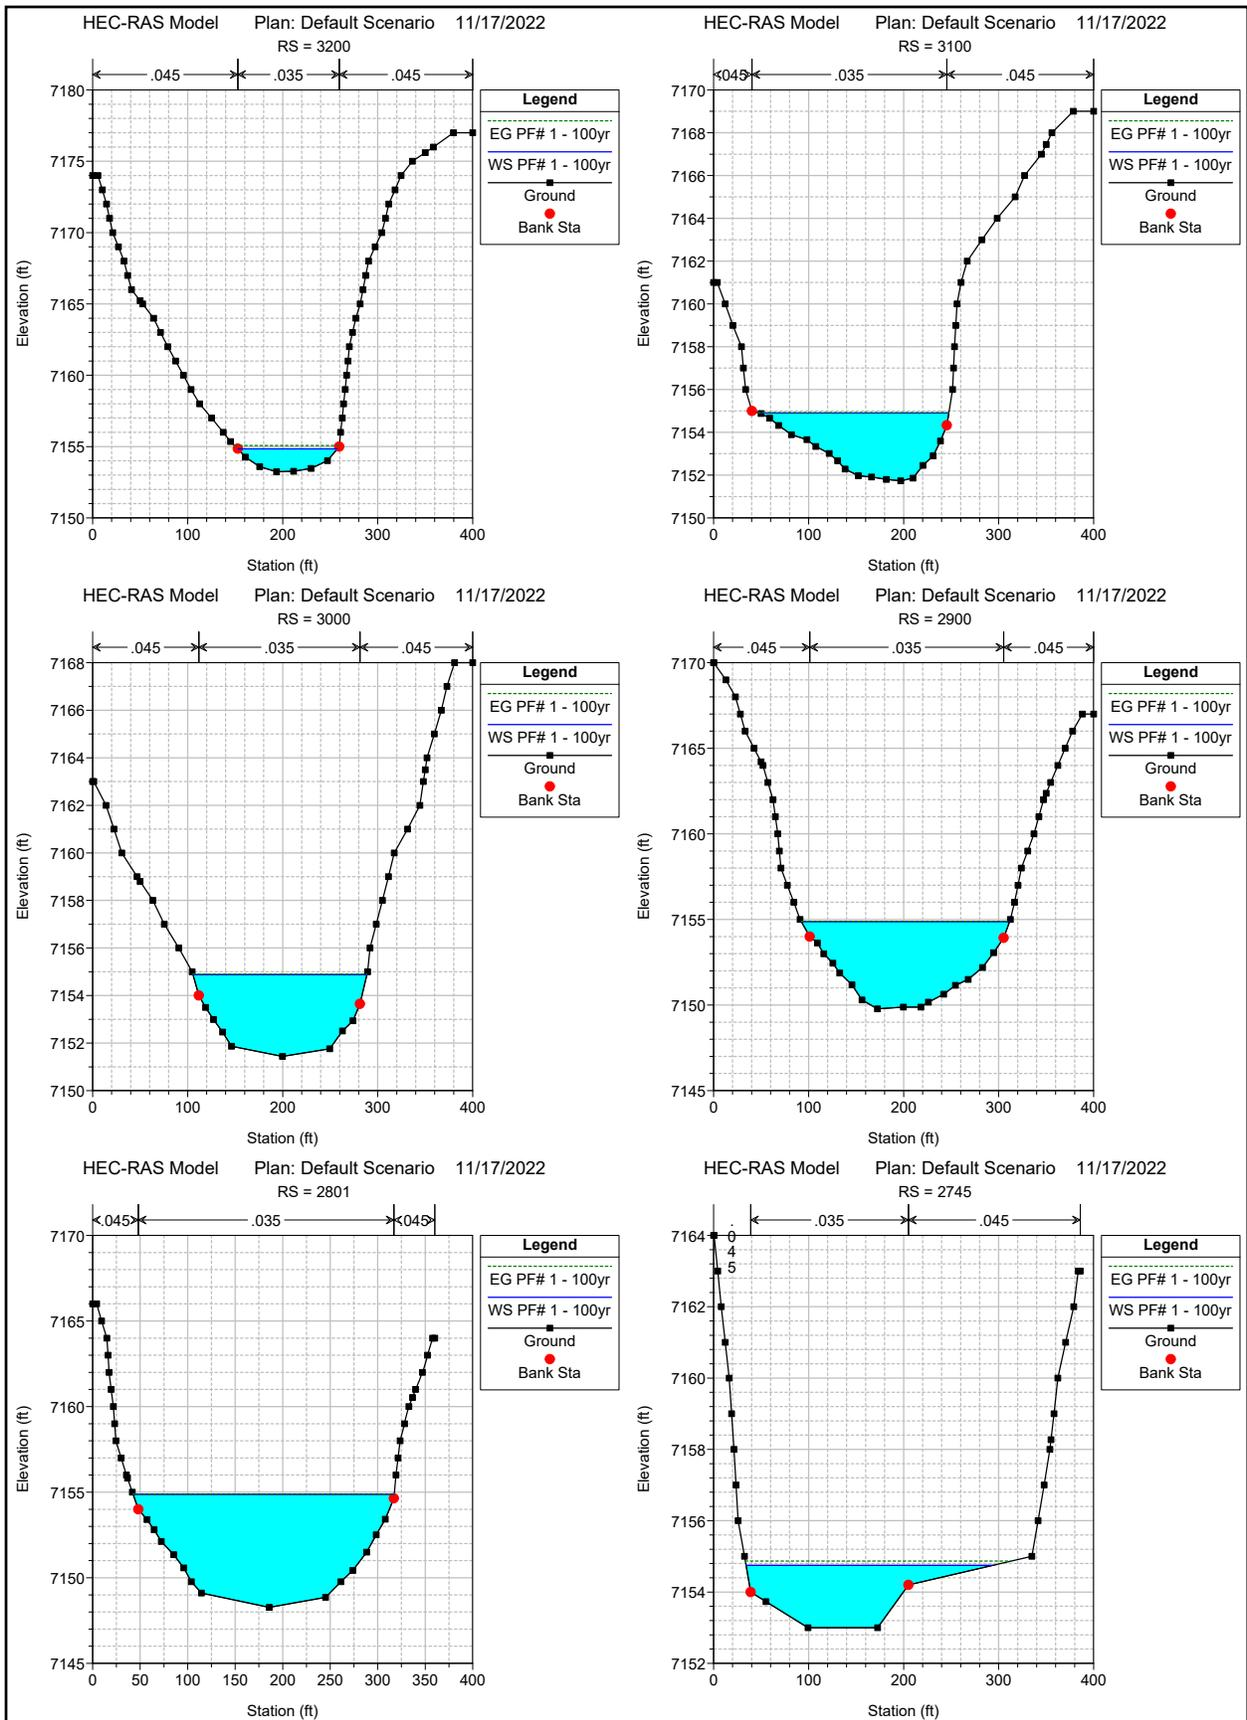 HEC-RAS Model Plan: Default Scenario 11/17/2022
RS = 3200
.045 .035 .045
7180
7175
7170
7165
7160
7155
7150
Elevation (ft)
0 100 200 300 400
Station (ft)
Legend
EG PF# 1 - 100yr
WS PF# 1 - 100yr
Ground
Bank Sta
HEC-RAS Model Plan: Default Scenario 11/17/2022
RS = 3100
.045 .035 .045
7170
7168
7166
7164
7162
7160
7158
7156
7154
7152
7150
Elevation (ft)
0 100 200 300 400
Station (ft)
Legend
EG PF# 1 - 100yr
WS PF# 1 - 100yr
Ground
Bank Sta
HEC-RAS Model Plan: Default Scenario 11/17/2022
RS = 3000
.045 .035 .045
7168
7166
7164
7162
7160
7158
7156
7154
7152
7150
Elevation (ft)
0 100 200 300 400
Station (ft)
Legend
EG PF# 1 - 100yr
WS PF# 1 - 100yr
Ground
Bank Sta
HEC-RAS Model Plan: Default Scenario 11/17/2022
RS = 2900
.045 .035 .045
7170
7165
7160
7155
7150
7145
Elevation (ft)
0 100 200 300 400
Station (ft)
Legend
EG PF# 1 - 100yr
WS PF# 1 - 100yr
Ground
Bank Sta
HEC-RAS Model Plan: Default Scenario 11/17/2022
RS = 2801
.045 .035 .045
7170
7165
7160
7155
7150
7145
Elevation (ft)
0 50 100 150 200 250 300 350 400
Station (ft)
Legend
EG PF# 1 - 100yr
WS PF# 1 - 100yr
Ground
Bank Sta
HEC-RAS Model Plan: Default Scenario 11/17/2022
RS = 2745
.045 .035 .045
7164
7162
7160
7158
7156
7154
7152
Elevation (ft)
0 100 200 300 400
Station (ft)
Legend
EG PF# 1 - 100yr
WS PF# 1 - 100yr
Ground
Bank Sta